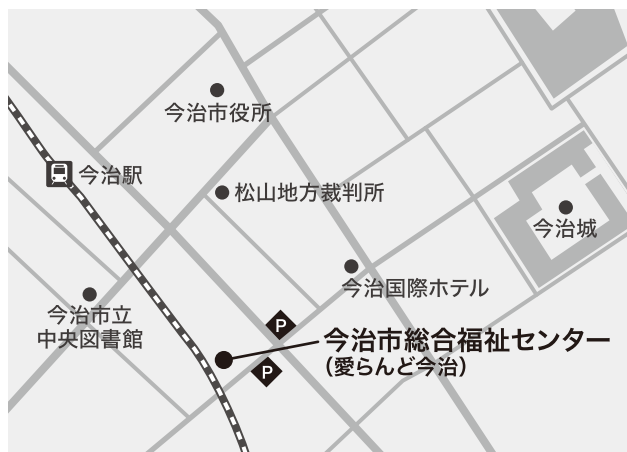 今治市役所
今治駅
松山地方裁判所
今治城
今治国際ホテル
今治市立
中央図書館
P
今治市総合福祉センター
(愛らんど今治)
P